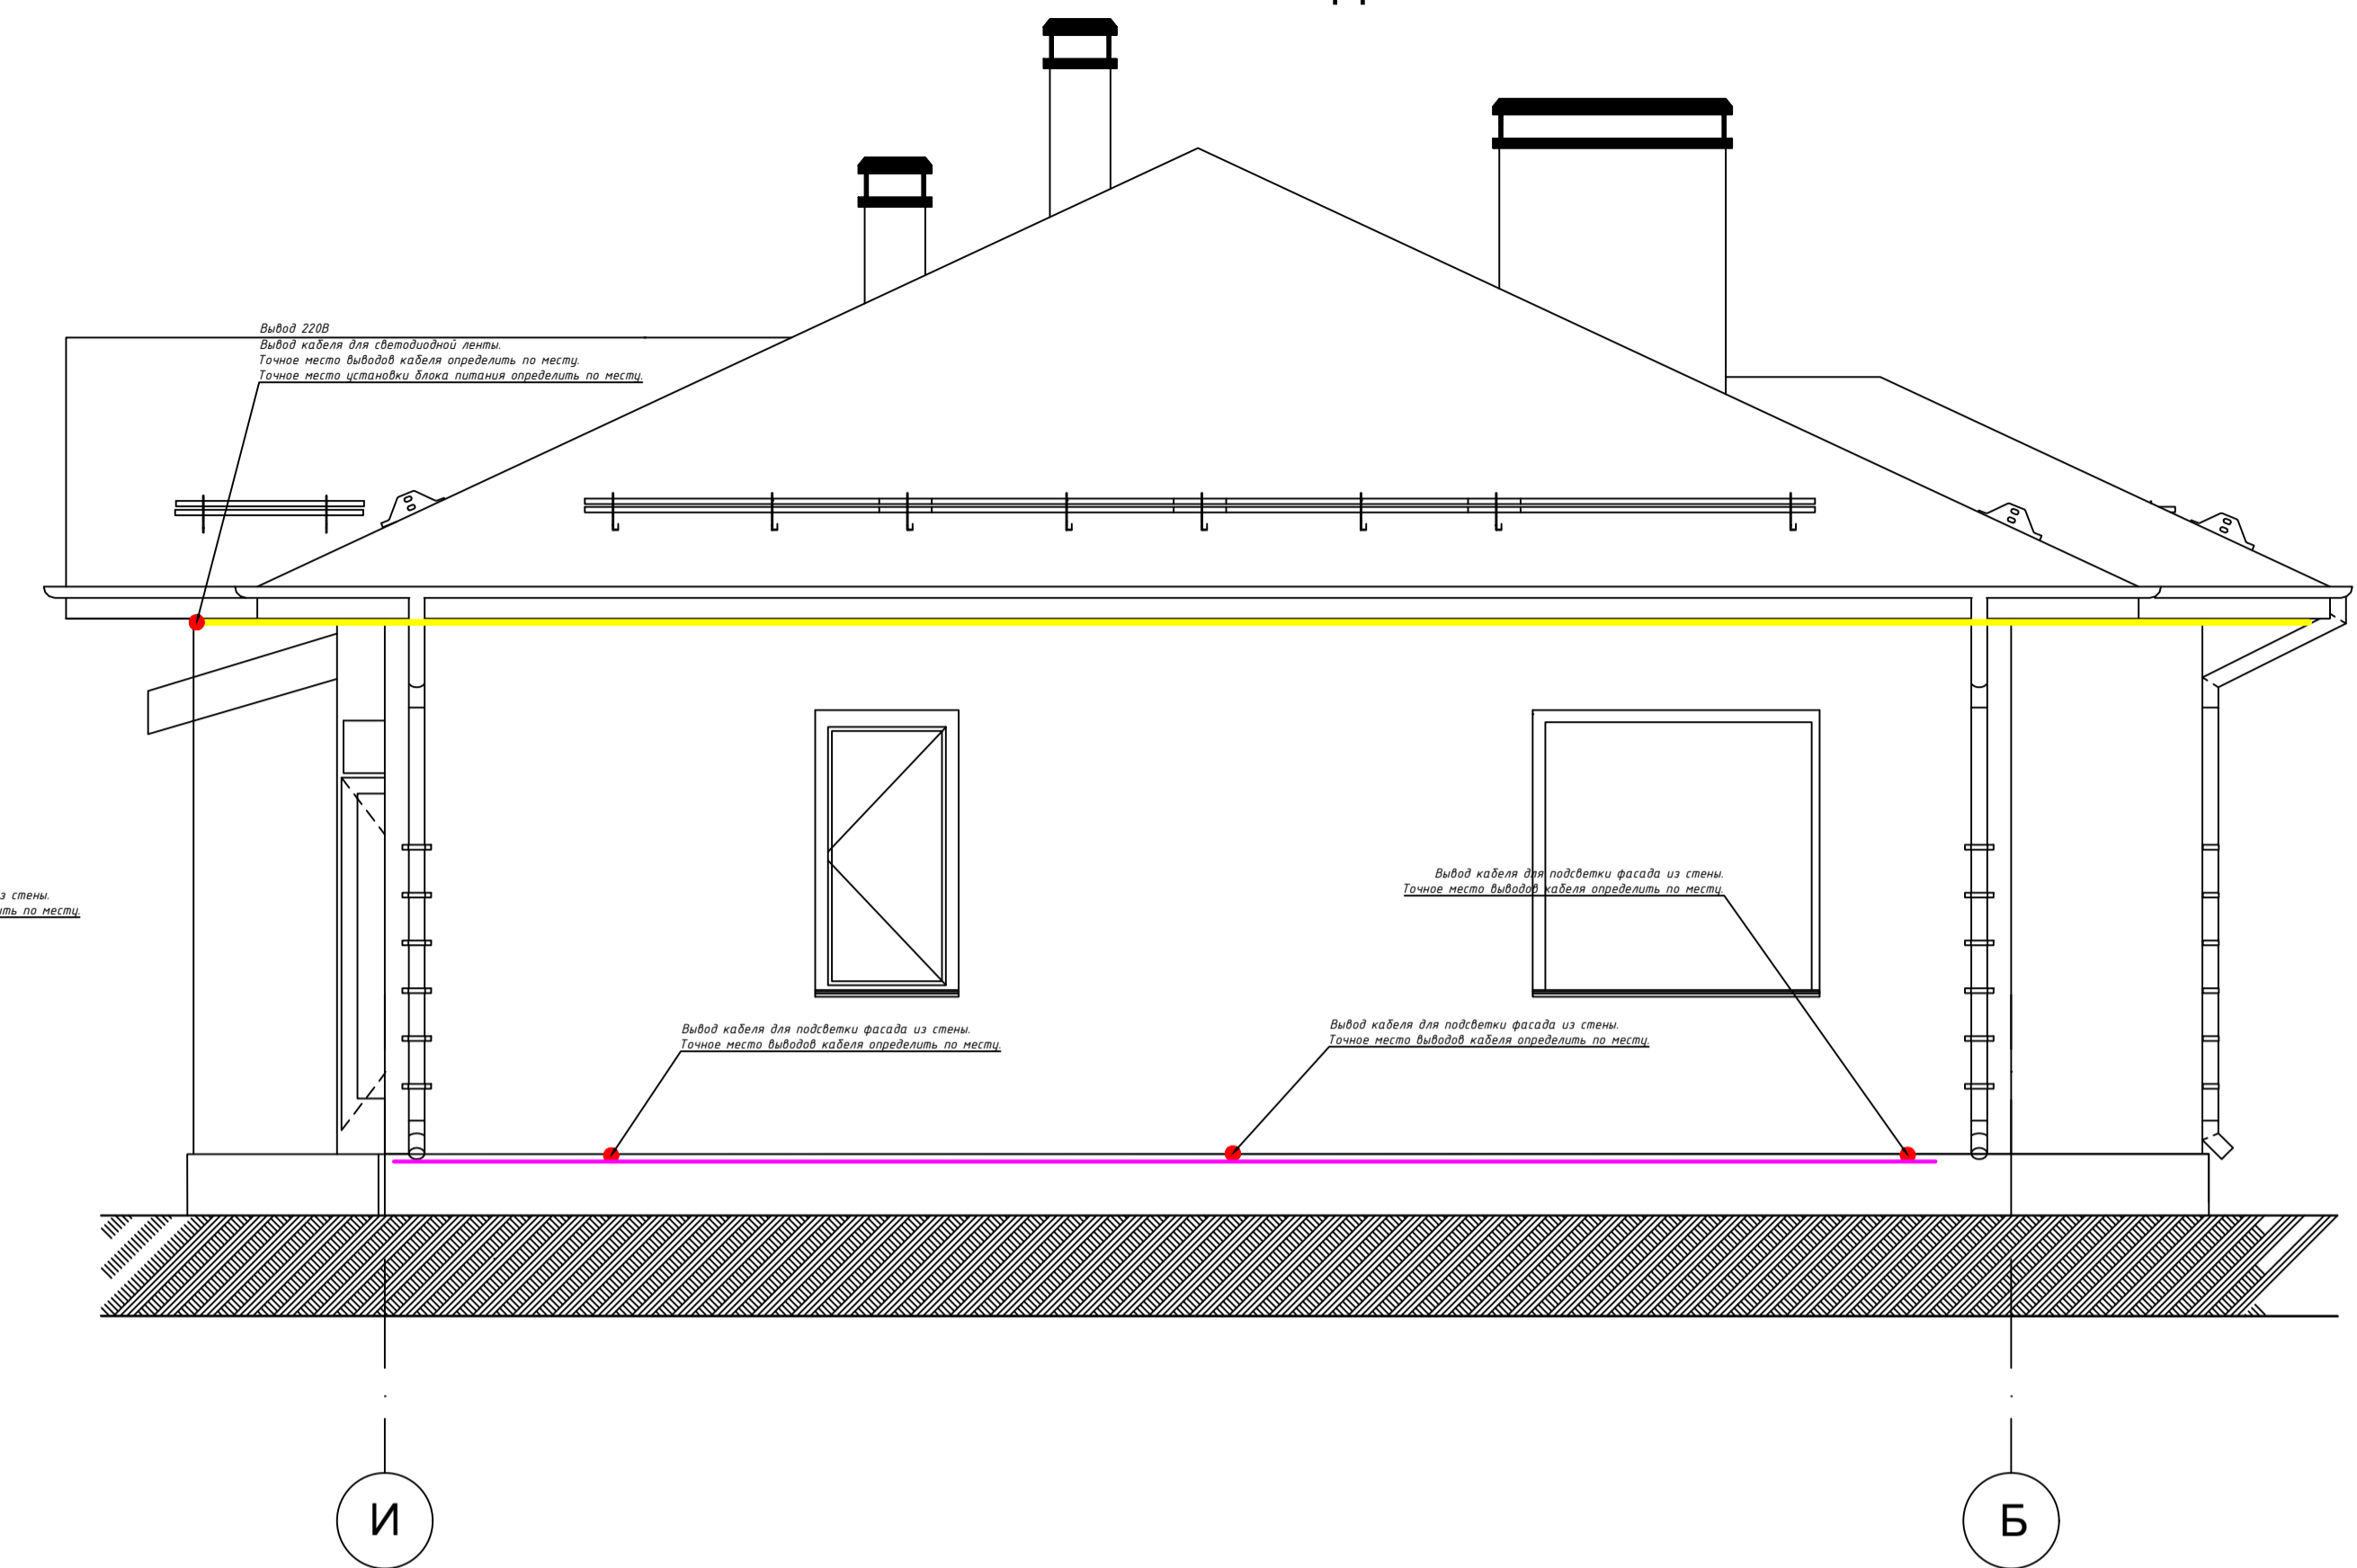 Вывод 220В
Вывод кабеля для светодиодной ленты.
Точное место выводов кабеля определить по месту.
Точное место установки блока питания определить по месту.
из стены.
по месту.
Вывод кабеля для подсветки фасада из стены.
Точное место выводов кабеля определить по месту.
Вывод кабеля для подсветки фасада из стены.
Точное место выводов кабеля определить по месту.
Вывод кабеля для подсветки фасада из стены.
Точное место выводов кабеля определить по месту.
И
Б